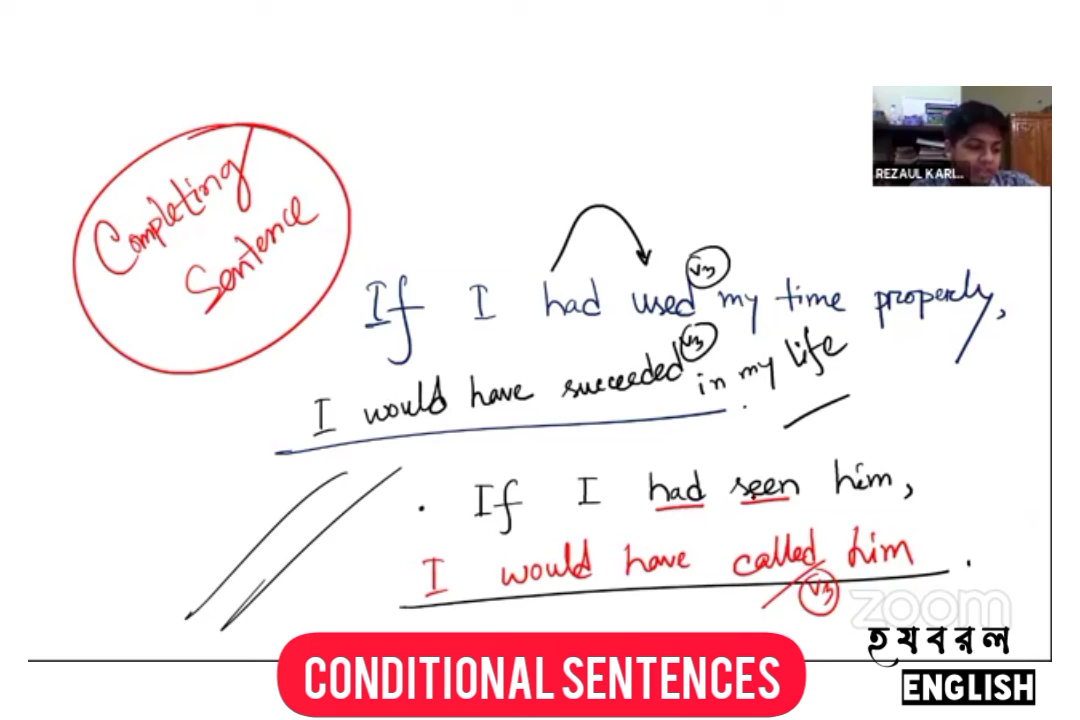 REZAUL KARI...
Completing
Sentence
If I had used V3 my time properly,
I would have succeeded V3 in my life.
. If I had seen him,
I would have called him.
V3
zoom
হযবরল
ENGLISH
CONDITIONAL SENTENCES